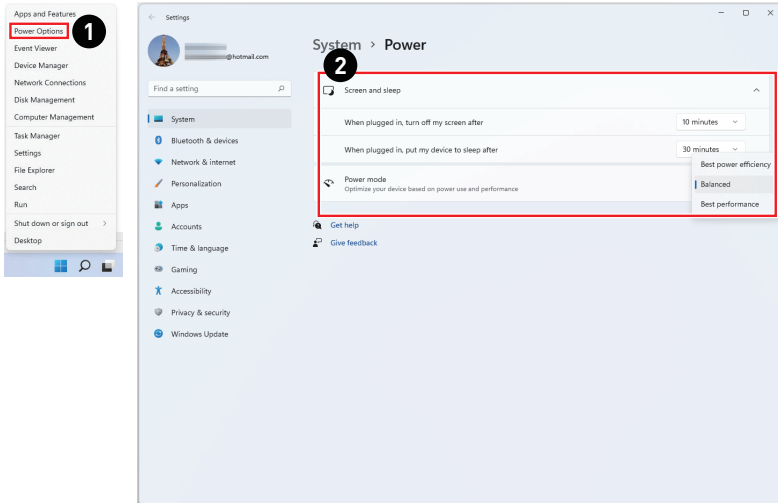 Apps and Features
Power Options
1
Event Viewer
Device Manager
Network Connections
Disk Management
Computer Management
Task Manager
Settings
File Explorer
Search
Run
Shut down or sign out
Desktop
Settings
@hotmail.com
Find a setting
System
Bluetooth & devices
Network & internet
Personalization
Apps
Accounts
Time & language
Gaming
Accessibility
Privacy & security
Windows Update
System > Power
2
Screen and sleep
When plugged in, turn off my screen after
10 minutes
When plugged in, put my device to sleep after
30 minutes
Power mode
Optimize your device based on power use and performance
Best power efficiency
Balanced
Best performance
Get help
Give feedback